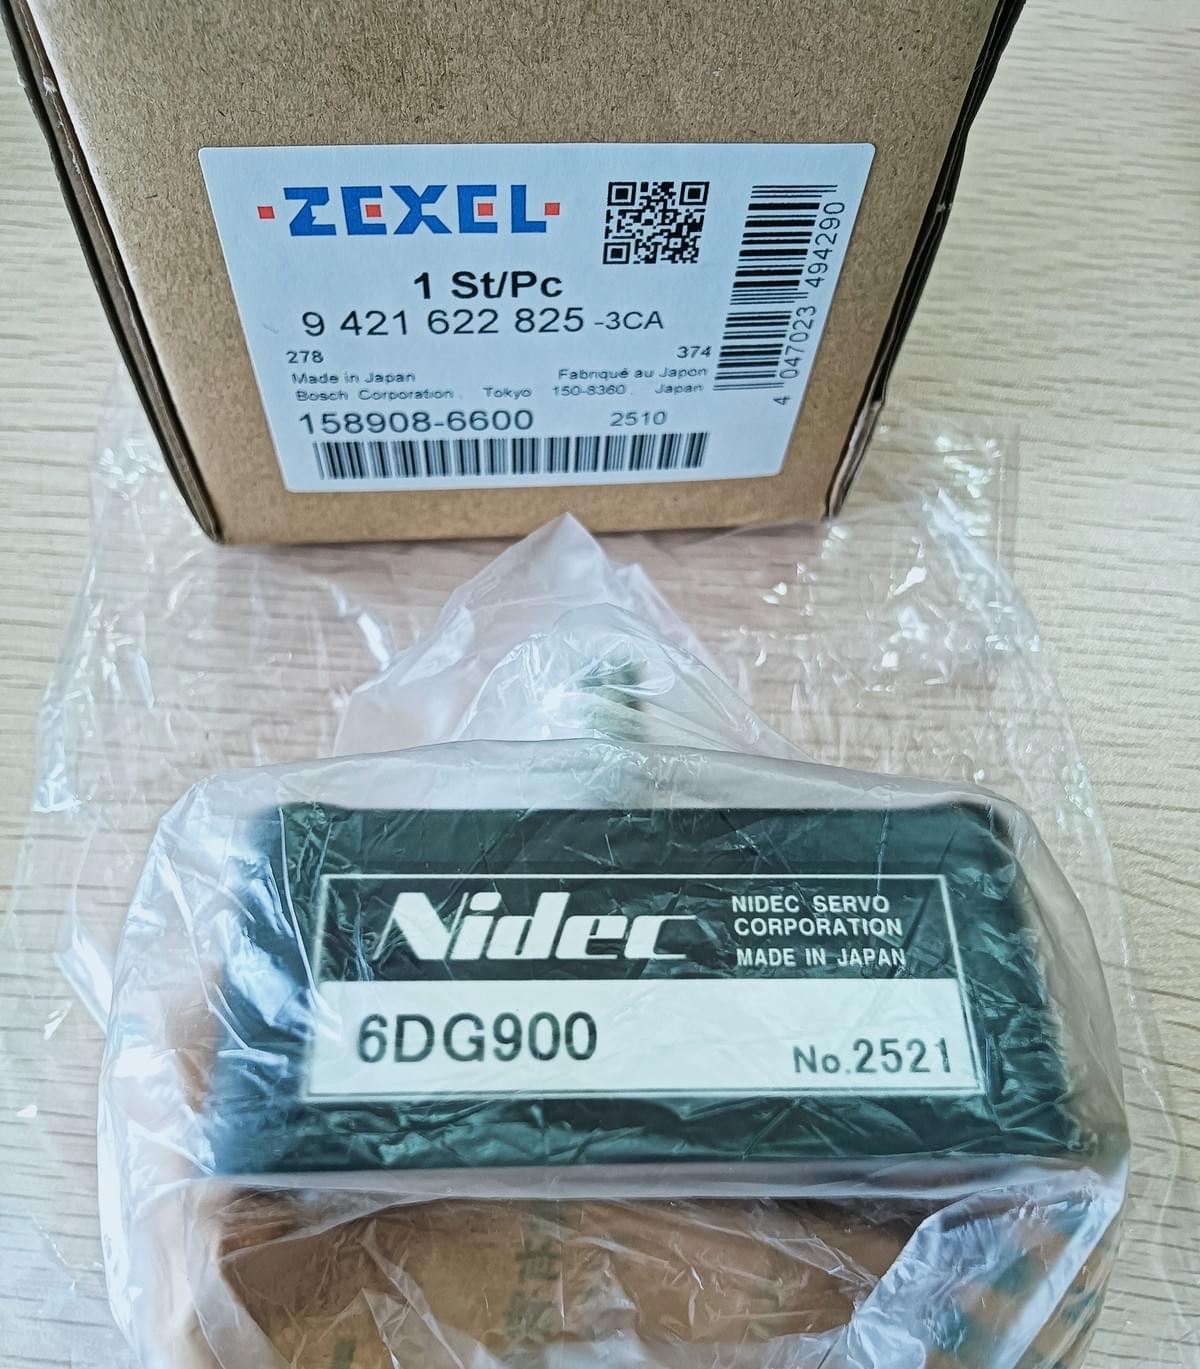 ZEXEL
1 St/Pc
9 421 622 825 -3CA
278 374
Made in Japan Fabriqué au Japon
Bosch Corporation. Tokyo 150-8360. Japan
158908-6600 2510
4 047023 494290
Nidec
NIDEC SERVO
CORPORATION
MADE IN JAPAN
6DG900
No.2521